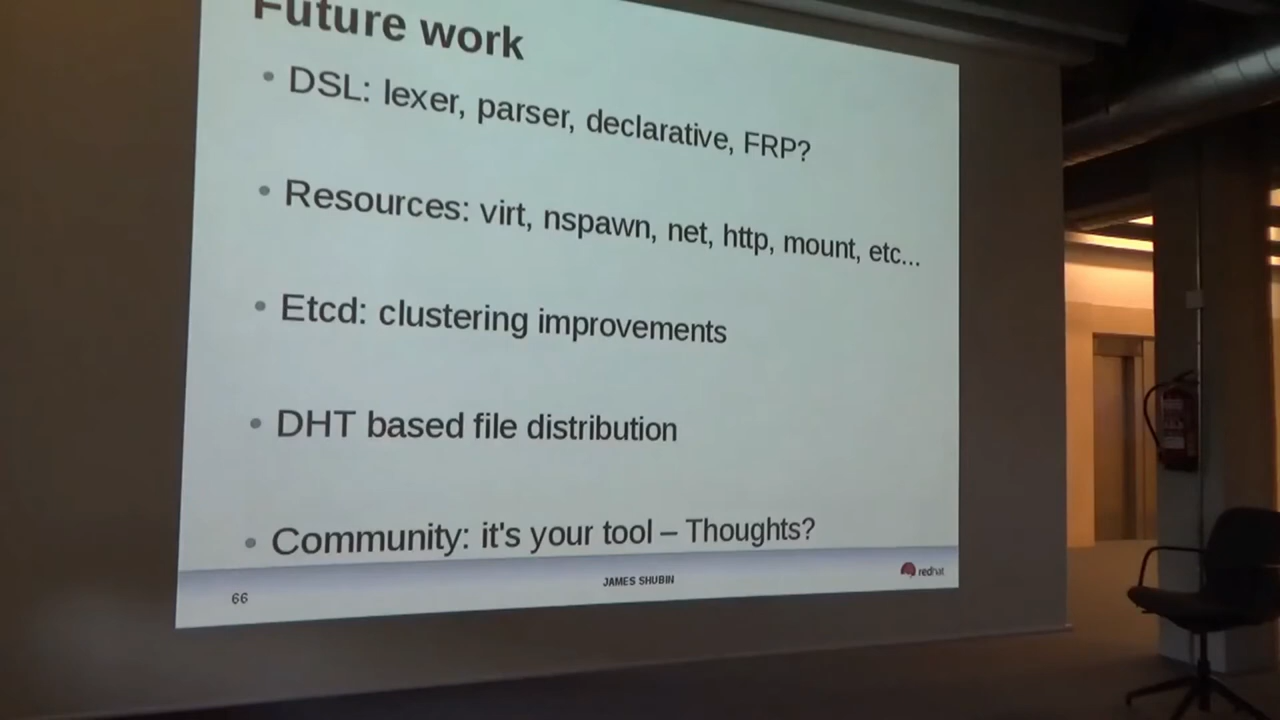 Future work
• DSL: lexer, parser, declarative, FRP?
• Resources: virt, nspawn, net, http, mount, etc...
• Etcd: clustering improvements
• DHT based file distribution
• Community: it's your tool – Thoughts?
66
JAMES SHUBIN
redhat